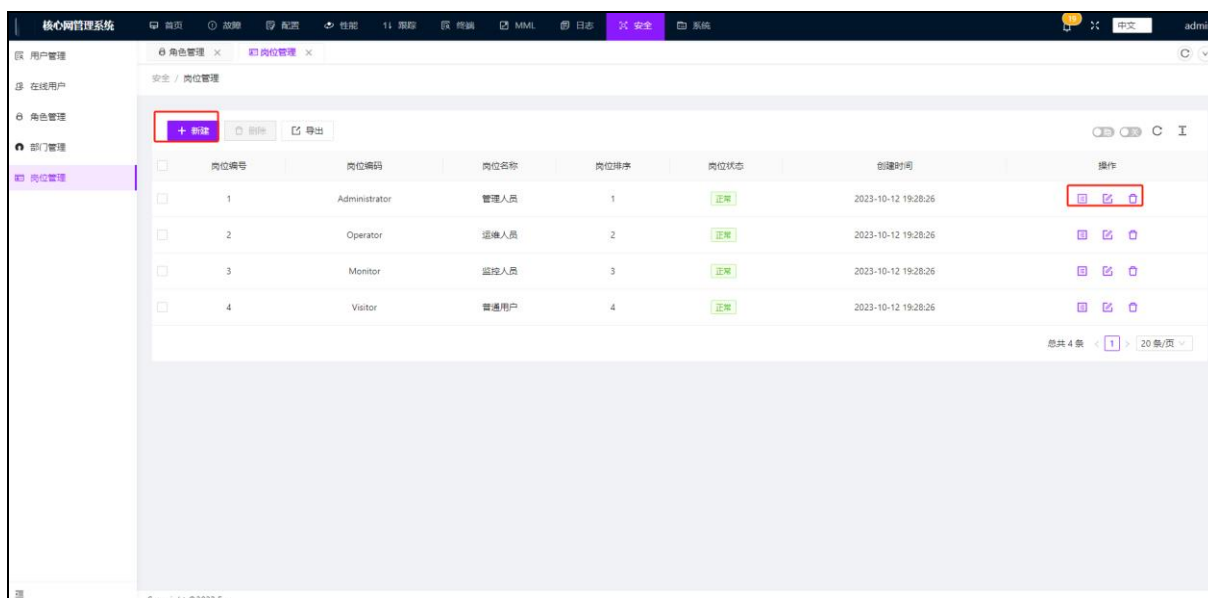 核心网管理系统 首页 故障 配置 性能 跟踪 终端 MML 日志 安全 系统 19 中文 admi
用户管理
在线用户
角色管理
部门管理
岗位管理
角色管理 岗位管理
安全 / 岗位管理
+ 新建 删除 导出
岗位编号 岗位编码 岗位名称 岗位排序 岗位状态 创建时间 操作
1 Administrator 管理人员 1 正常 2023-10-12 19:28:26
2 Operator 运维人员 2 正常 2023-10-12 19:28:26
3 Monitor 监控人员 3 正常 2023-10-12 19:28:26
4 Visitor 普通用户 4 正常 2023-10-12 19:28:26
总共 4 条 < 1 > 20 条/页